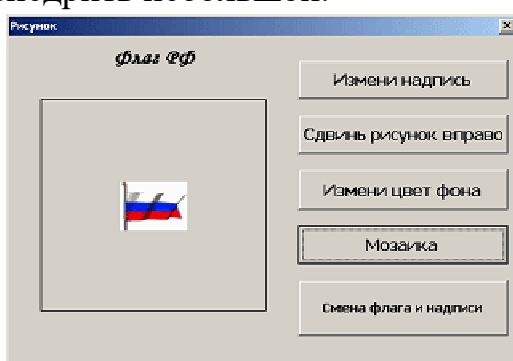 Рисунок
Флаг РФ
Измени надпись
Сдвинь рисунок вправо
Измени цвет фона
Мозаика
Смена флага и надписи